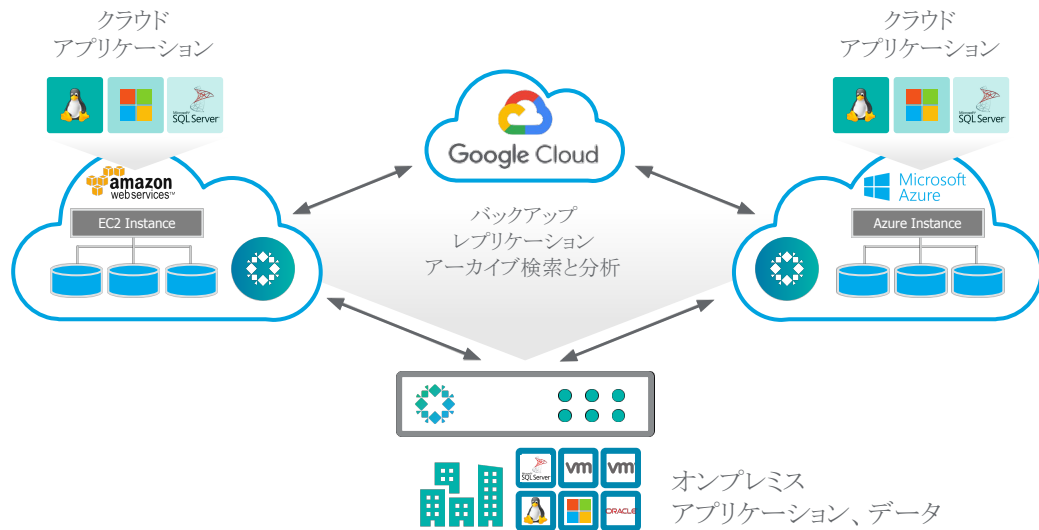 クラウド
アプリケーション
クラウド
アプリケーション
Microsoft
SQL Server
Microsoft
SQL Server
Google Cloud
amazon
webservices™
EC2 Instance
Microsoft
Azure
Azure Instance
バックアップ
レプリケーション
アーカイブ検索と分析
SQL Server
vm
vm
ORACLE
オンプレミス
アプリケーション、データ